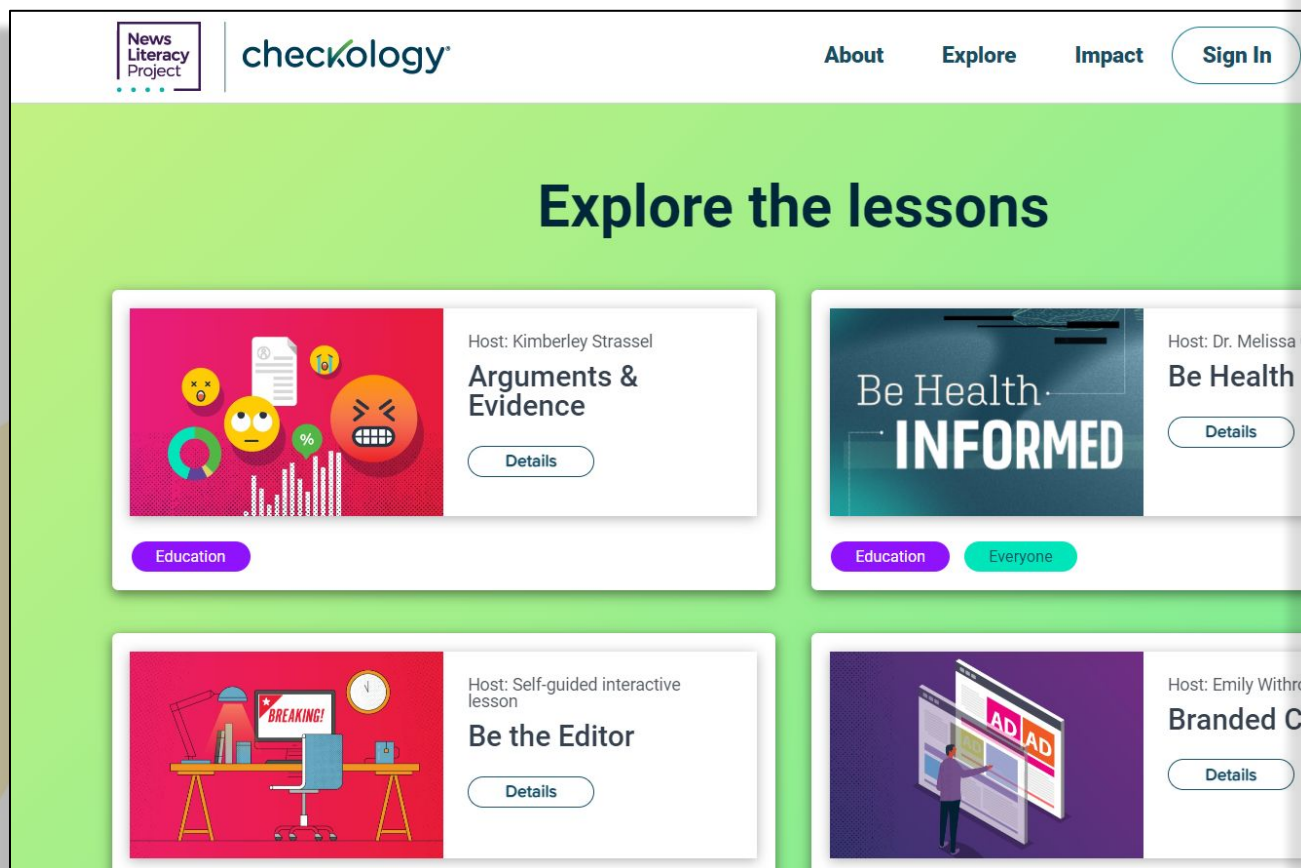 News
Literacy
Project
checkology
About Explore Impact Sign In
Explore the lessons
Host: Kimberley Strassel
Arguments &
Evidence
Details
%
Education
Be Health
INFORMED
Host: Dr. Melissa
Be Health
Details
Education Everyone
BREAKING!
Host: Self-guided interactive
lesson
Be the Editor
Details
AD AD
AD
Host: Emily Withro
Branded C
Details